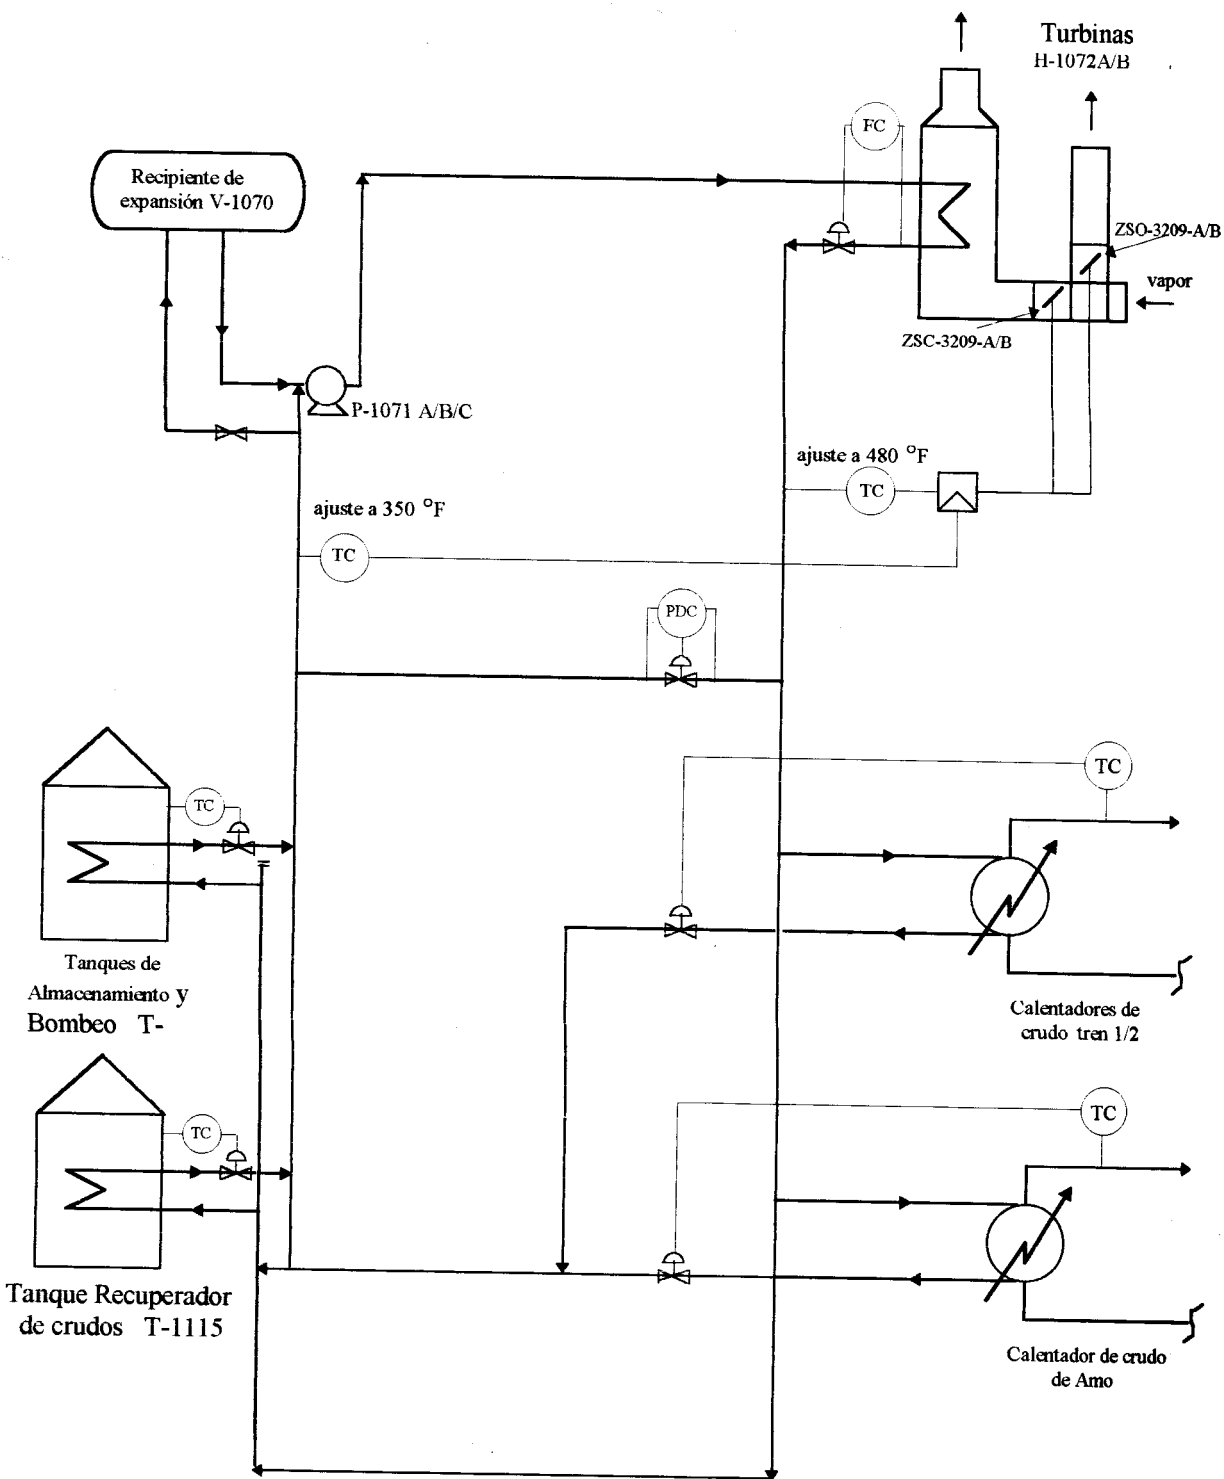 Turbinas
H-1072A/B
FC
Recipiente de
expansión V-1070
ZSO-3209-A/B
vapor
ZSC-3209-A/B
P-1071 A/B/C
ajuste a 480 °F
TC
ajuste a 350 °F
TC
PDC
TC
TC
Tanques de
Almacenamiento y
Bombeo T-
Calentadores de
crudo tren 1/2
TC
TC
Tanque Recuperador
de crudos T-1115
Calentador de crudo
de Amo